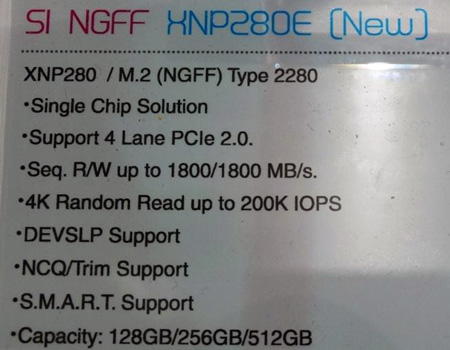 SI NGFF XNP280E (New)
XNP280 / M.2 (NGFF) Type 2280
•Single Chip Solution
•Support 4 Lane PCIe 2.0.
•Seq. R/W up to 1800/1800 MB/s.
•4K Random Read up to 200K IOPS
•DEVSLP Support
•NCQ/Trim Support
•S.M.A.R.T. Support
•Capacity: 128GB/256GB/512GB